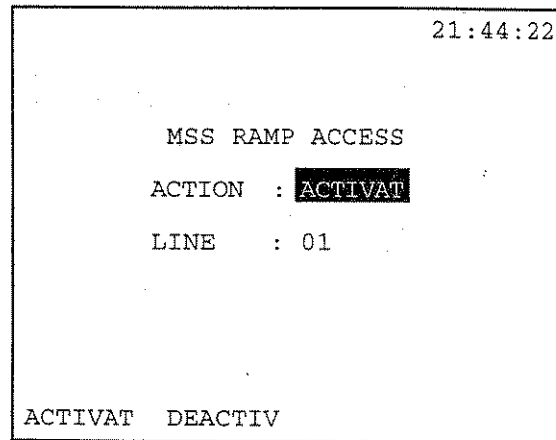 21:44:22
MSS RAMP ACCESS
ACTION : ACTIVAT
LINE : 01
ACTIVAT DEACTIV